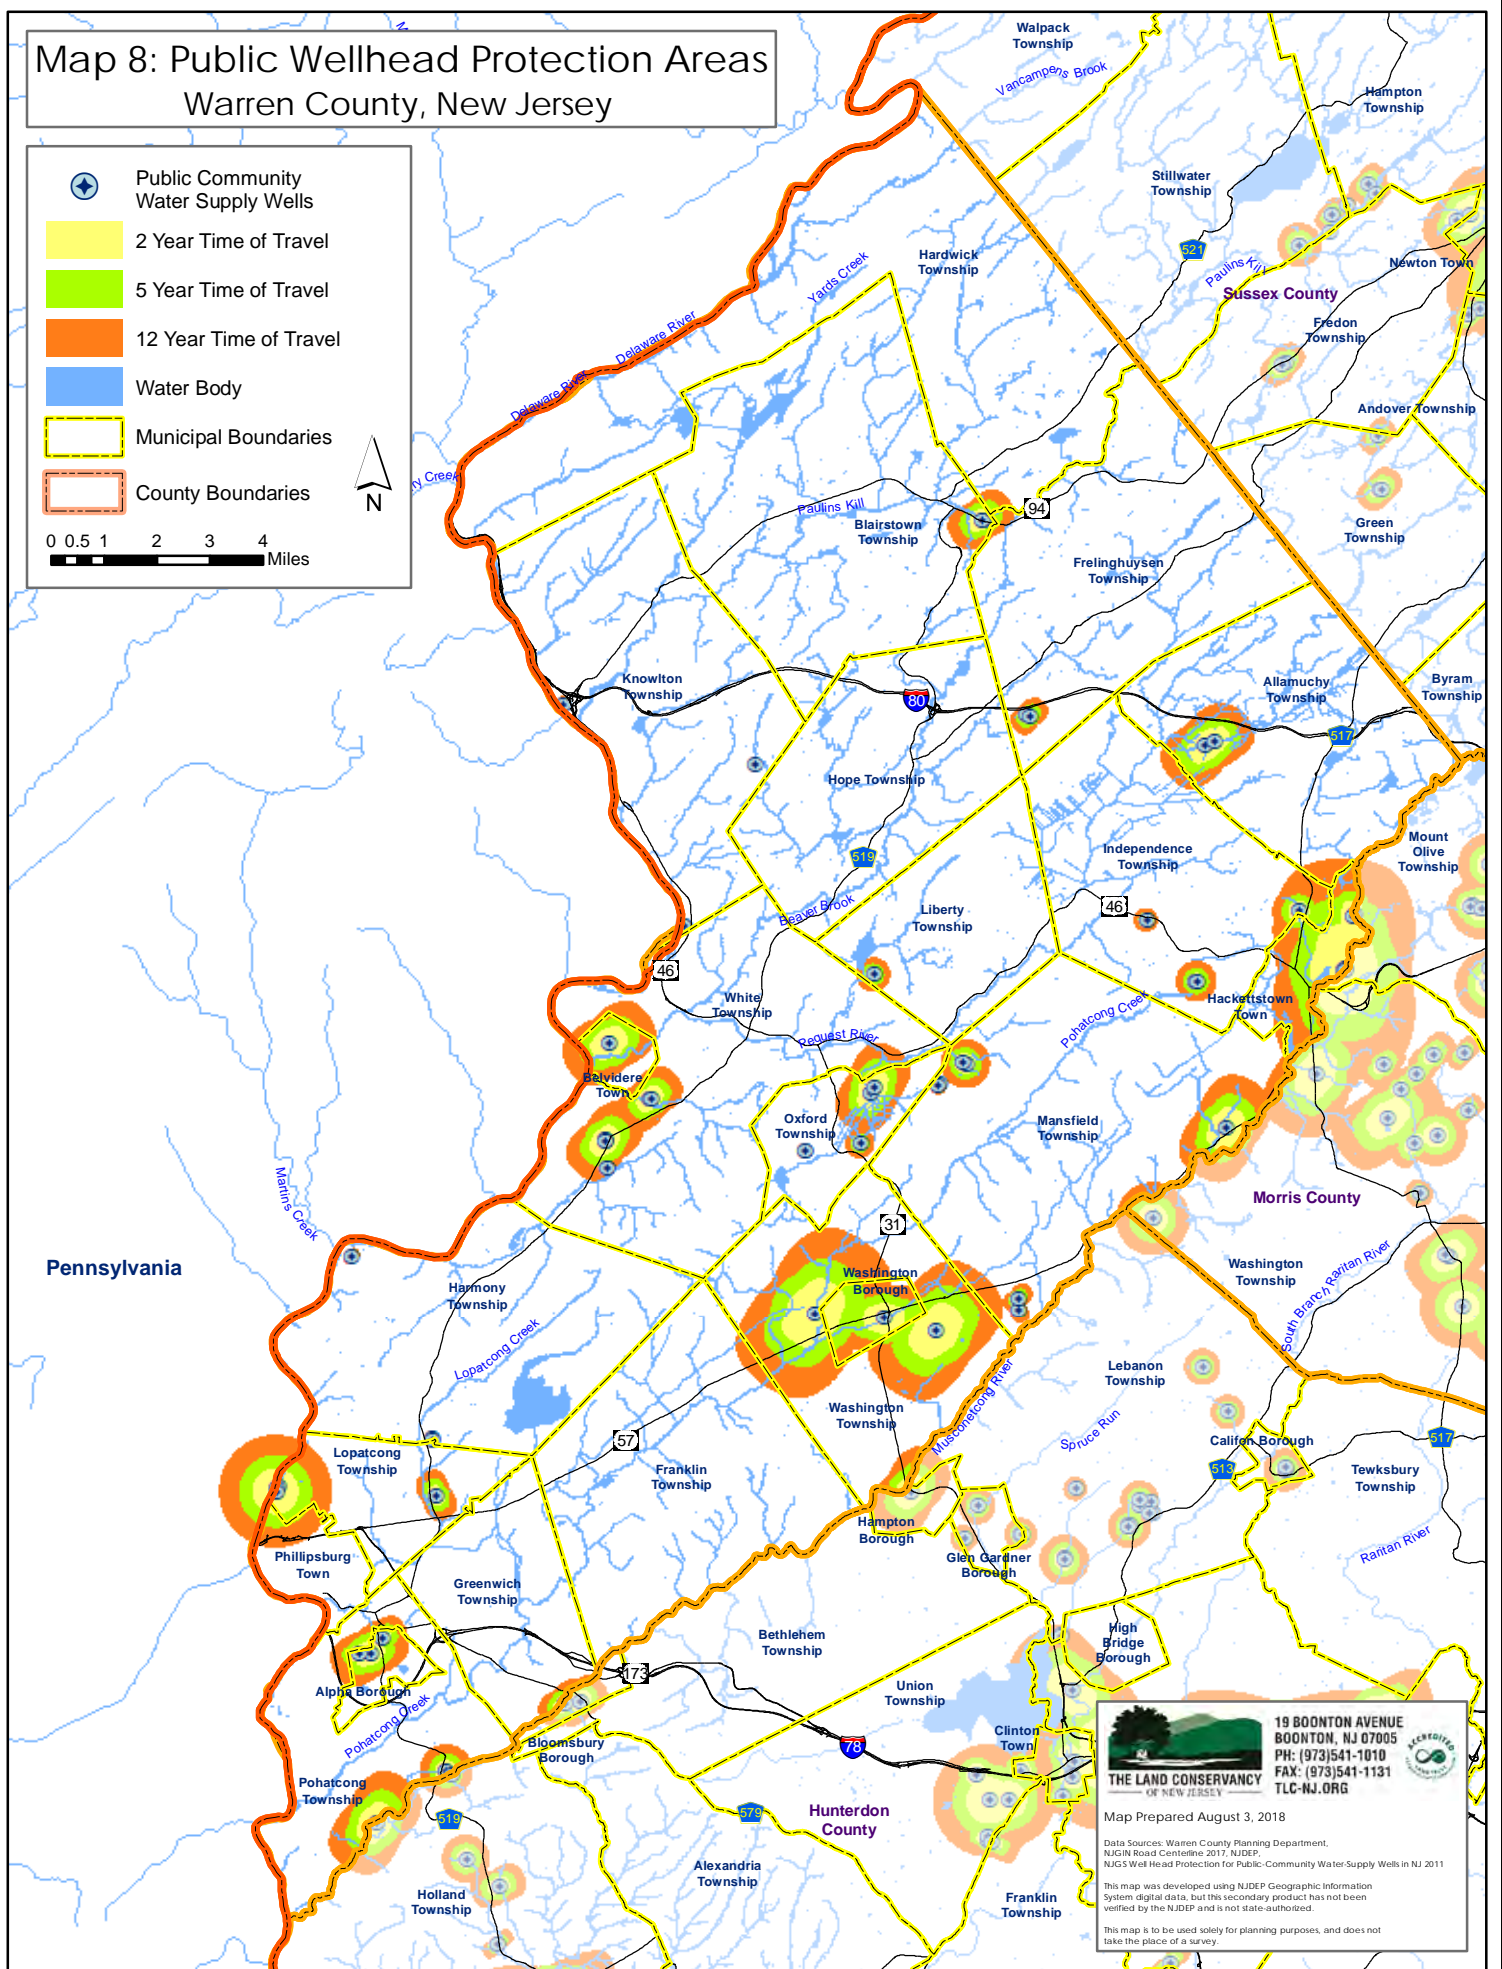 Map 8: Public Wellhead Protection Areas
Warren County, New Jersey
Public Community
Water Supply Wells
2 Year Time of Travel
5 Year Time of Travel
12 Year Time of Travel
Water Body
Municipal Boundaries
County Boundaries
N
0 0.5 1 2 3 4
Miles
Walpack
Township
Vancampens Brook
Hampton
Township
Stillwater
Township
521
Paulins Kill
Newton Town
Sussex County
Fredon
Township
Hardwick
Township
Yards Creek
Delaware River
Delaware River
Andover Township
ry Creek
Paulins Kill
94
Blairstown
Township
Green
Township
Frelinghuysen
Township
Knowlton
Township
80
Allamuchy
Township
Byram
Township
517
Hope Township
519
Independence
Township
Mount
Olive
Township
46
Beaver Brook
Liberty
Township
46
White
Township
Pohatcong Creek
Hackettstown
Town
Request River
Belvidere
Town
Oxford
Township
Mansfield
Township
Martins Creek
Morris County
31
Pennsylvania
Harmony
Township
Washington
Borough
Washington
Township
South Branch Raritan River
Lopatcong Creek
Lebanon
Township
Musconetcong River
Washington
Township
57
Spruce Run
Califon Borough
517
513
Lopatcong
Township
Franklin
Township
Tewksbury
Township
Hampton
Borough
Raritan River
Phillipsburg
Town
Glen Gardner
Borough
Greenwich
Township
Bethlehem
Township
High
Bridge
Borough
173
Alpha Borough
Union
Township
Pohatcong Creek
Bloomsbury
Borough
78
Clinton
Town
Pohatcong
Township
519
579
Hunterdon
County
Alexandria
Township
Holland
Township
Franklin
Township
THE LAND CONSERVANCY
OF NEW JERSEY
19 BOONTON AVENUE
BOONTON, NJ 07005
PH: (973)541-1010
FAX: (973)541-1131
TLC-NJ.ORG
ACCREDITED
Map Prepared August 3, 2018
Data Sources: Warren County Planning Department,
NJGIN Road Centerline 2017, NJDEP,
NJGS Well Head Protection for Public-Community Water-Supply Wells in NJ 2011
This map was developed using NJDEP Geographic Information
System digital data, but this secondary product has not been
verified by the NJDEP and is not state-authorized.
This map is to be used solely for planning purposes, and does not
take the place of a survey.